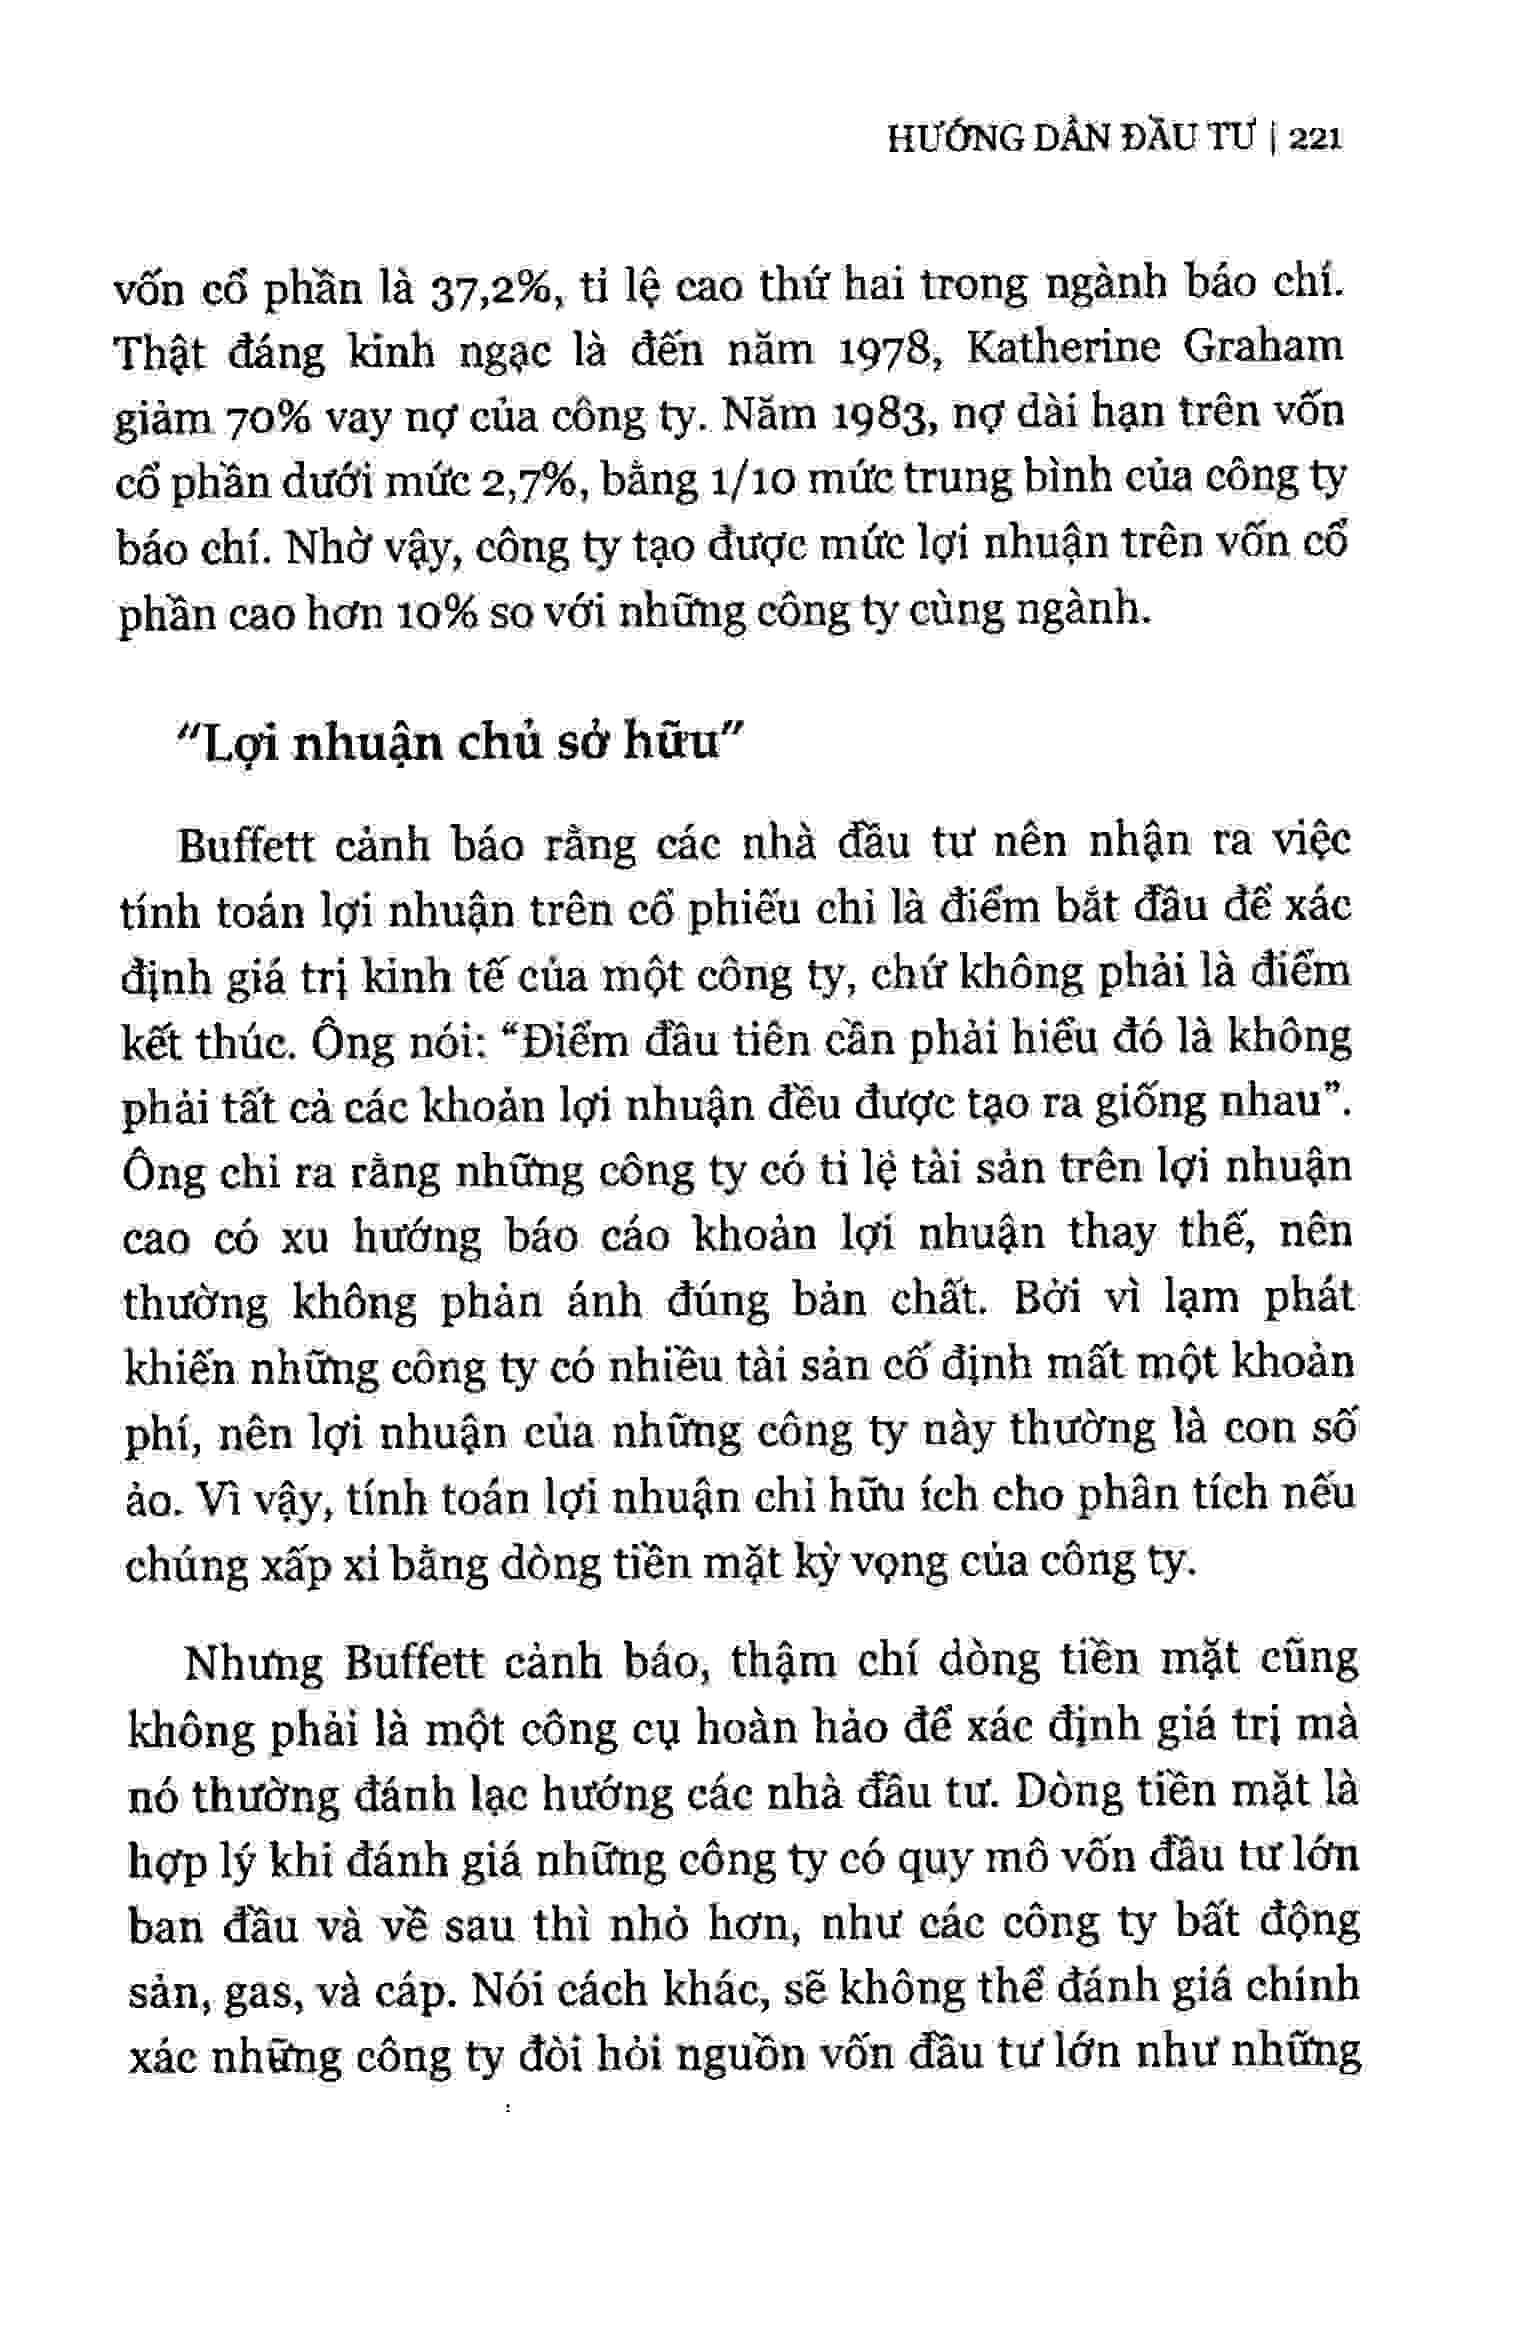 HƯỚNG DẪN ĐẦU TƯ | 221
vốn cổ phần là 37,2%, tỉ lệ cao thứ hai trong ngành báo chí.
Thật đáng kinh ngạc là đến năm 1978, Katherine Graham
giảm 70% vay nợ của công ty. Năm 1983, nợ dài hạn trên vốn
cổ phần dưới mức 2,7%, bằng 1/10 mức trung bình của công ty
báo chí. Nhờ vậy, công ty tạo được mức lợi nhuận trên vốn cổ
phần cao hơn 10% so với những công ty cùng ngành.
“Lợi nhuận chủ sở hữu”
Buffett cảnh báo rằng các nhà đầu tư nên nhận ra việc
tính toán lợi nhuận trên cổ phiếu chỉ là điểm bắt đầu để xác
định giá trị kinh tế của một công ty, chứ không phải là điểm
kết thúc. Ông nói: “Điểm đầu tiên cần phải hiểu đó là không
phải tất cả các khoản lợi nhuận đều được tạo ra giống nhau”.
Ông chỉ ra rằng những công ty có tỉ lệ tài sản trên lợi nhuận
cao có xu hướng báo cáo khoản lợi nhuận thay thế, nên
thường không phản ánh đúng bản chất. Bởi vì lạm phát
khiến những công ty có nhiều tài sản cố định mất một khoản
phí, nên lợi nhuận của những công ty này thường là con số
ảo. Vì vậy, tính toán lợi nhuận chỉ hữu ích cho phân tích nếu
chúng xấp xỉ bằng dòng tiền mặt kỳ vọng của công ty.
Nhưng Buffett cảnh báo, thậm chí dòng tiền mặt cũng
không phải là một công cụ hoàn hảo để xác định giá trị mà
nó thường đánh lạc hướng các nhà đầu tư. Dòng tiền mặt là
hợp lý khi đánh giá những công ty có quy mô vốn đầu tư lớn
ban đầu và về sau thì nhỏ hơn, như các công ty bất động
sản, gas, và cáp. Nói cách khác, sẽ không thể đánh giá chính
xác những công ty đòi hỏi nguồn vốn đầu tư lớn như những